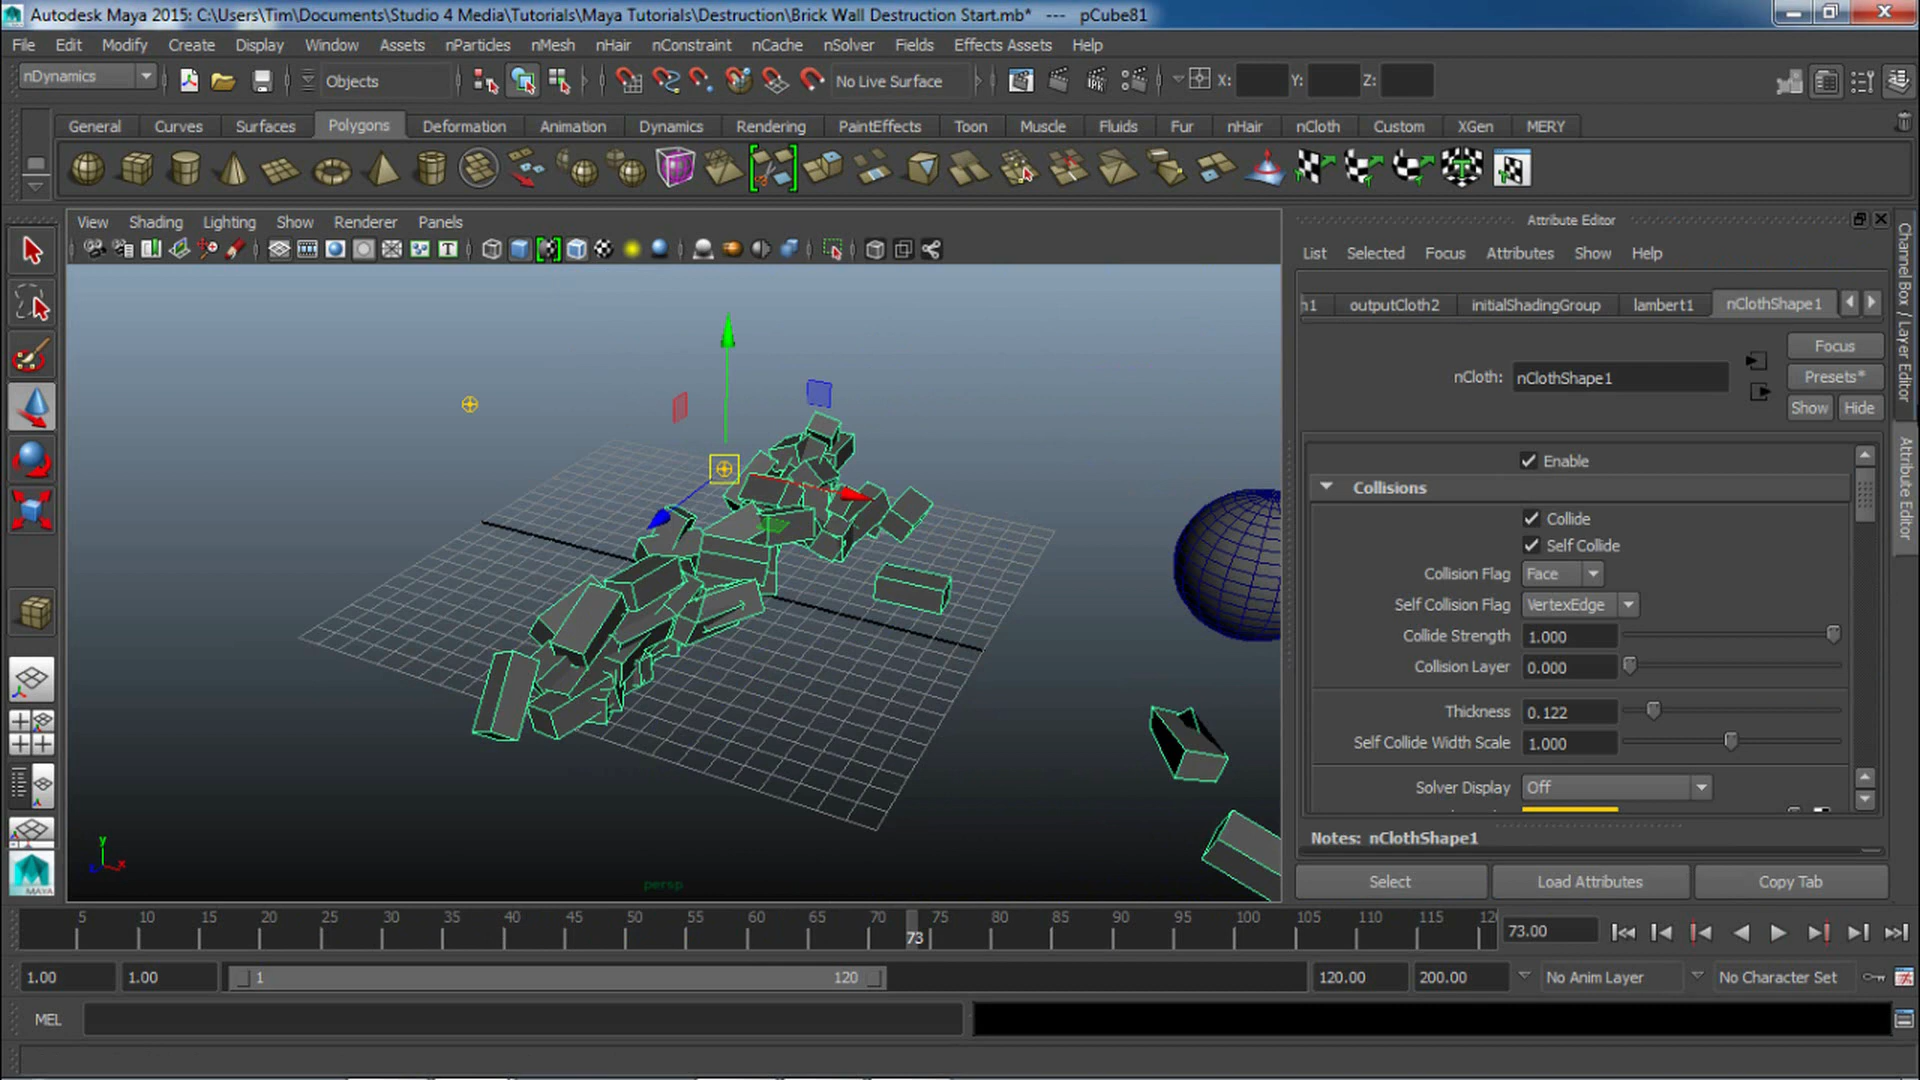 Autodesk Maya 2015: C:\Users\Tim\Documents\Studio 4 Media\Tutorials\Maya Tutorials\Destruction\Brick Wall Destruction Start.mb* --- pCube81
File Edit Modify Create Display Window Assets nParticles nMesh nHair nConstraint nCache nSolver Fields Effects Assets Help
nDynamics Objects No Live Surface X: Y: Z:
General Curves Surfaces Polygons Deformation Animation Dynamics Rendering PaintEffects Toon Muscle Fluids Fur nHair nCloth Custom XGen MERY
View Shading Lighting Show Renderer Panels
Attribute Editor
List Selected Focus Attributes Show Help
h1 outputCloth2 initialShadingGroup lambert1 nClothShape1
Focus
nCloth: nClothShape1
Presets*
Show Hide
Enable
Collisions
Collide
Self Collide
Collision Flag Face
Self Collision Flag VertexEdge
Collide Strength 1.000
Collision Layer 0.000
Thickness 0.122
Self Collide Width Scale 1.000
Solver Display Off
Notes: nClothShape1
Select Load Attributes Copy Tab
Channel Box / Layer Editor
Attribute Editor
IPR
T
MAYA
y
x
persp
5 10 15 20 25 30 35 40 45 50 55 60 65 70 75 80 85 90 95 100 105 110 115 12
73
73.00
1.00 1.00 1 120 120.00 200.00 No Anim Layer No Character Set
MEL